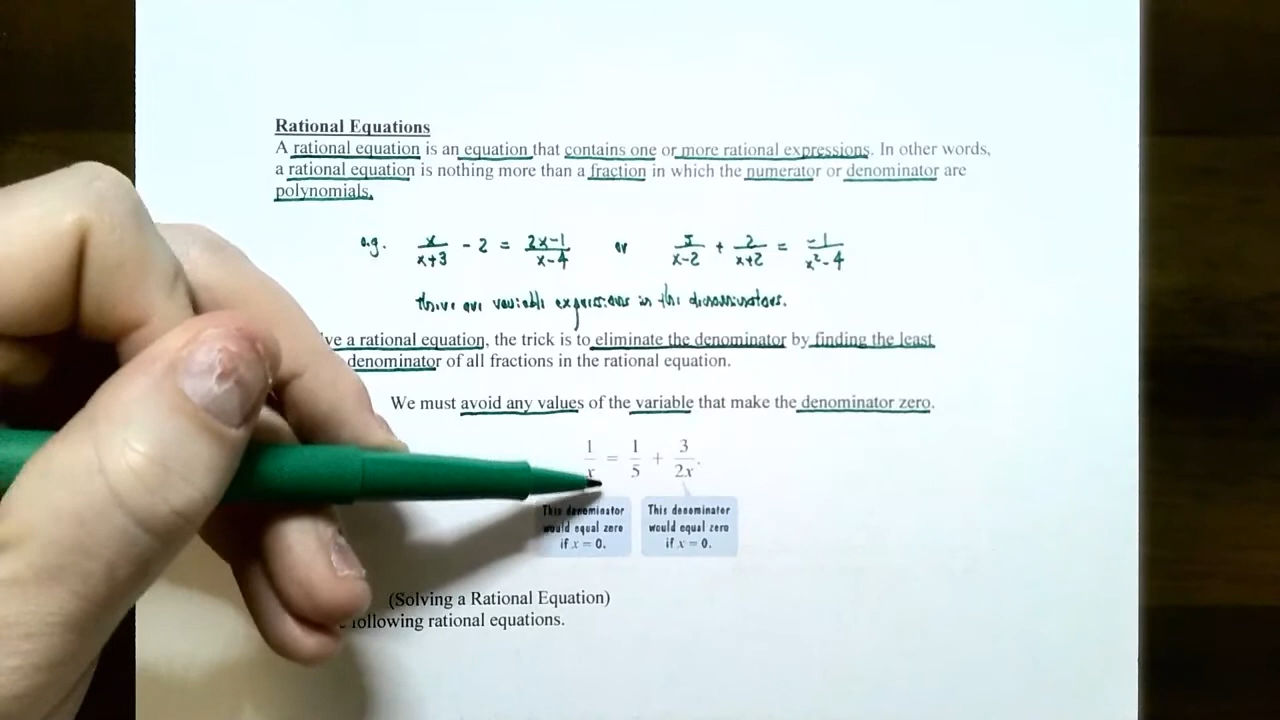 Rational Equations
A rational equation is an equation that contains one or more rational expressions. In other words,
a rational equation is nothing more than a fraction in which the numerator or denominator are
polynomials.
e.g. x/x+3 - 2 = 2x-1/x-4 or 5/x-2 + 2/x+2 = -1/x²-4
there are variable expressions in the denominators.
ve a rational equation, the trick is to eliminate the denominator by finding the least
denominator of all fractions in the rational equation.
We must avoid any values of the variable that make the denominator zero.
1/x = 1/5 + 3/2x.
This denominator
would equal zero
if x = 0.
This denominator
would equal zero
if x = 0.
(Solving a Rational Equation)
following rational equations.